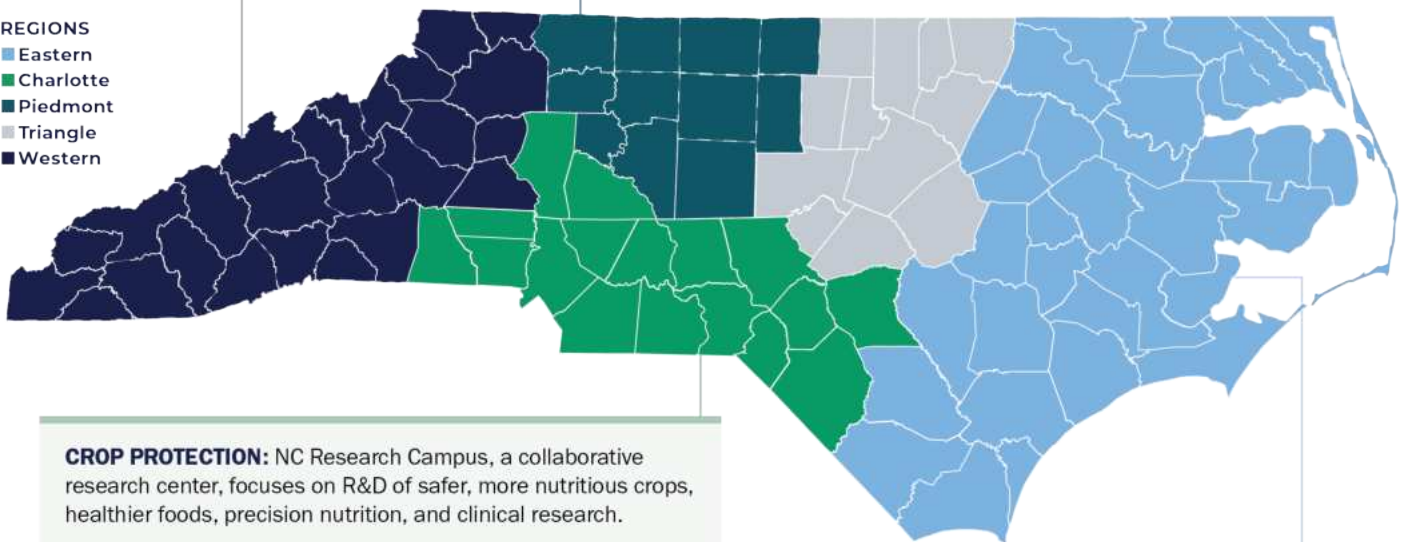 REGIONS
Eastern
Charlotte
Piedmont
Triangle
Western
CROP PROTECTION: NC Research Campus, a collaborative
research center, focuses on R&D of safer, more nutritious crops,
healthier foods, precision nutrition, and clinical research.